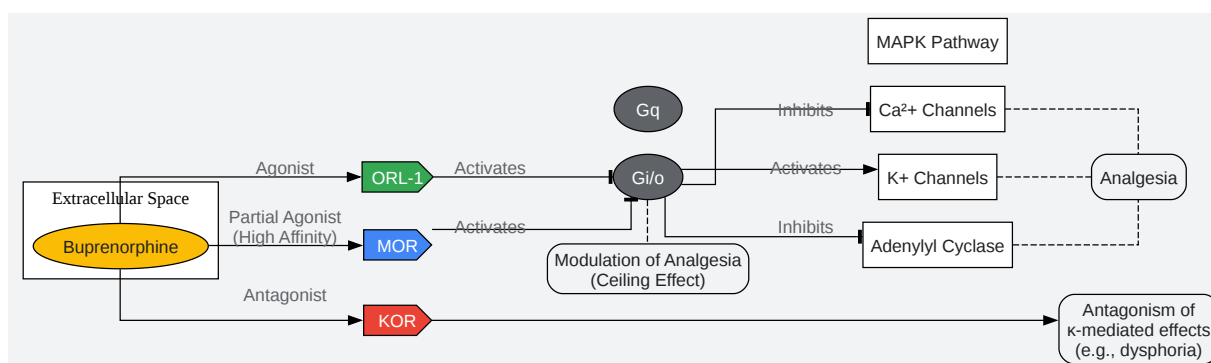 MAPK Pathway
Gq
Inhibits
Ca²+ Channels
Agonist
ORL-1
Activates
Gi/o
Activates
K+ Channels
Analgesia
Extracellular Space
Buprenorphine
Partial Agonist
(High Affinity)
MOR
Activates
Inhibits
Adenylyl Cyclase
Modulation of Analgesia
(Ceiling Effect)
Antagonist
KOR
Antagonism of
κ-mediated effects
(e.g., dysphoria)